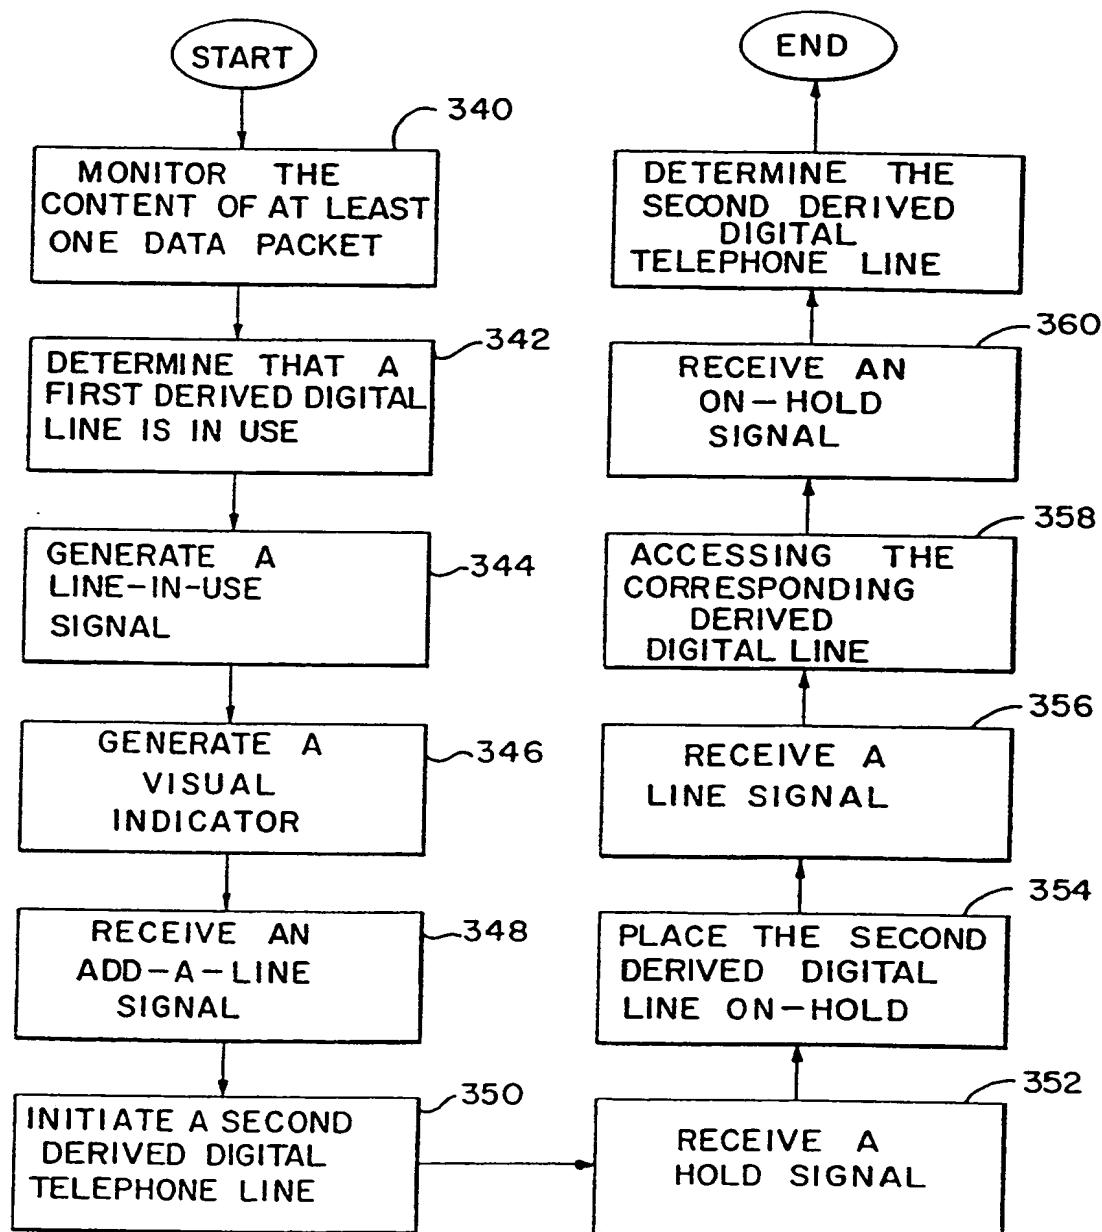 START
340
MONITOR THE
CONTENT OF AT LEAST
ONE DATA PACKET
342
DETERMINE THAT A
FIRST DERIVED DIGITAL
LINE IS IN USE
344
GENERATE A
LINE-IN-USE
SIGNAL
346
GENERATE A
VISUAL
INDICATOR
348
RECEIVE AN
ADD-A-LINE
SIGNAL
350
INITIATE A SECOND
DERIVED DIGITAL
TELEPHONE LINE
352
RECEIVE A
HOLD SIGNAL
354
PLACE THE SECOND
DERIVED DIGITAL
LINE ON-HOLD
356
RECEIVE A
LINE SIGNAL
358
ACCESSING THE
CORRESPONDING
DERIVED
DIGITAL LINE
360
RECEIVE AN
ON-HOLD
SIGNAL
DETERMINE THE
SECOND DERIVED
DIGITAL
TELEPHONE LINE
END